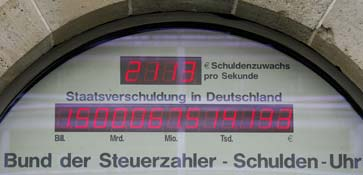 2113 € Schuldenzuwachs
pro Sekunde
Staatsverschuldung in Deutschland
1500067514193
Bill. Mrd. Mio. Tsd. €
Bund der Steuerzahler - Schulden-Uhr